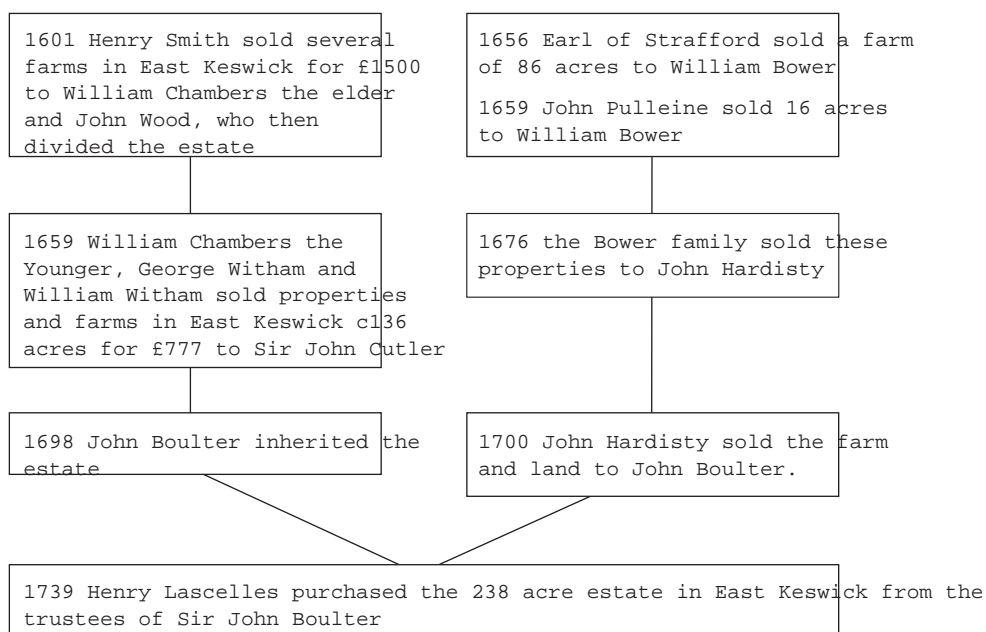 1601 Henry Smith sold several
farms in East Keswick for £1500
to William Chambers the elder
and John Wood, who then
divided the estate
1656 Earl of Strafford sold a farm
of 86 acres to William Bower
1659 John Pulleine sold 16 acres
to William Bower
1659 William Chambers the
Younger, George Witham and
William Witham sold properties
and farms in East Keswick c136
acres for £777 to Sir John Cutler
1676 the Bower family sold these
properties to John Hardisty
1698 John Boulter inherited the
estate
1700 John Hardisty sold the farm
and land to John Boulter.
1739 Henry Lascelles purchased the 238 acre estate in East Keswick from the
trustees of Sir John Boulter